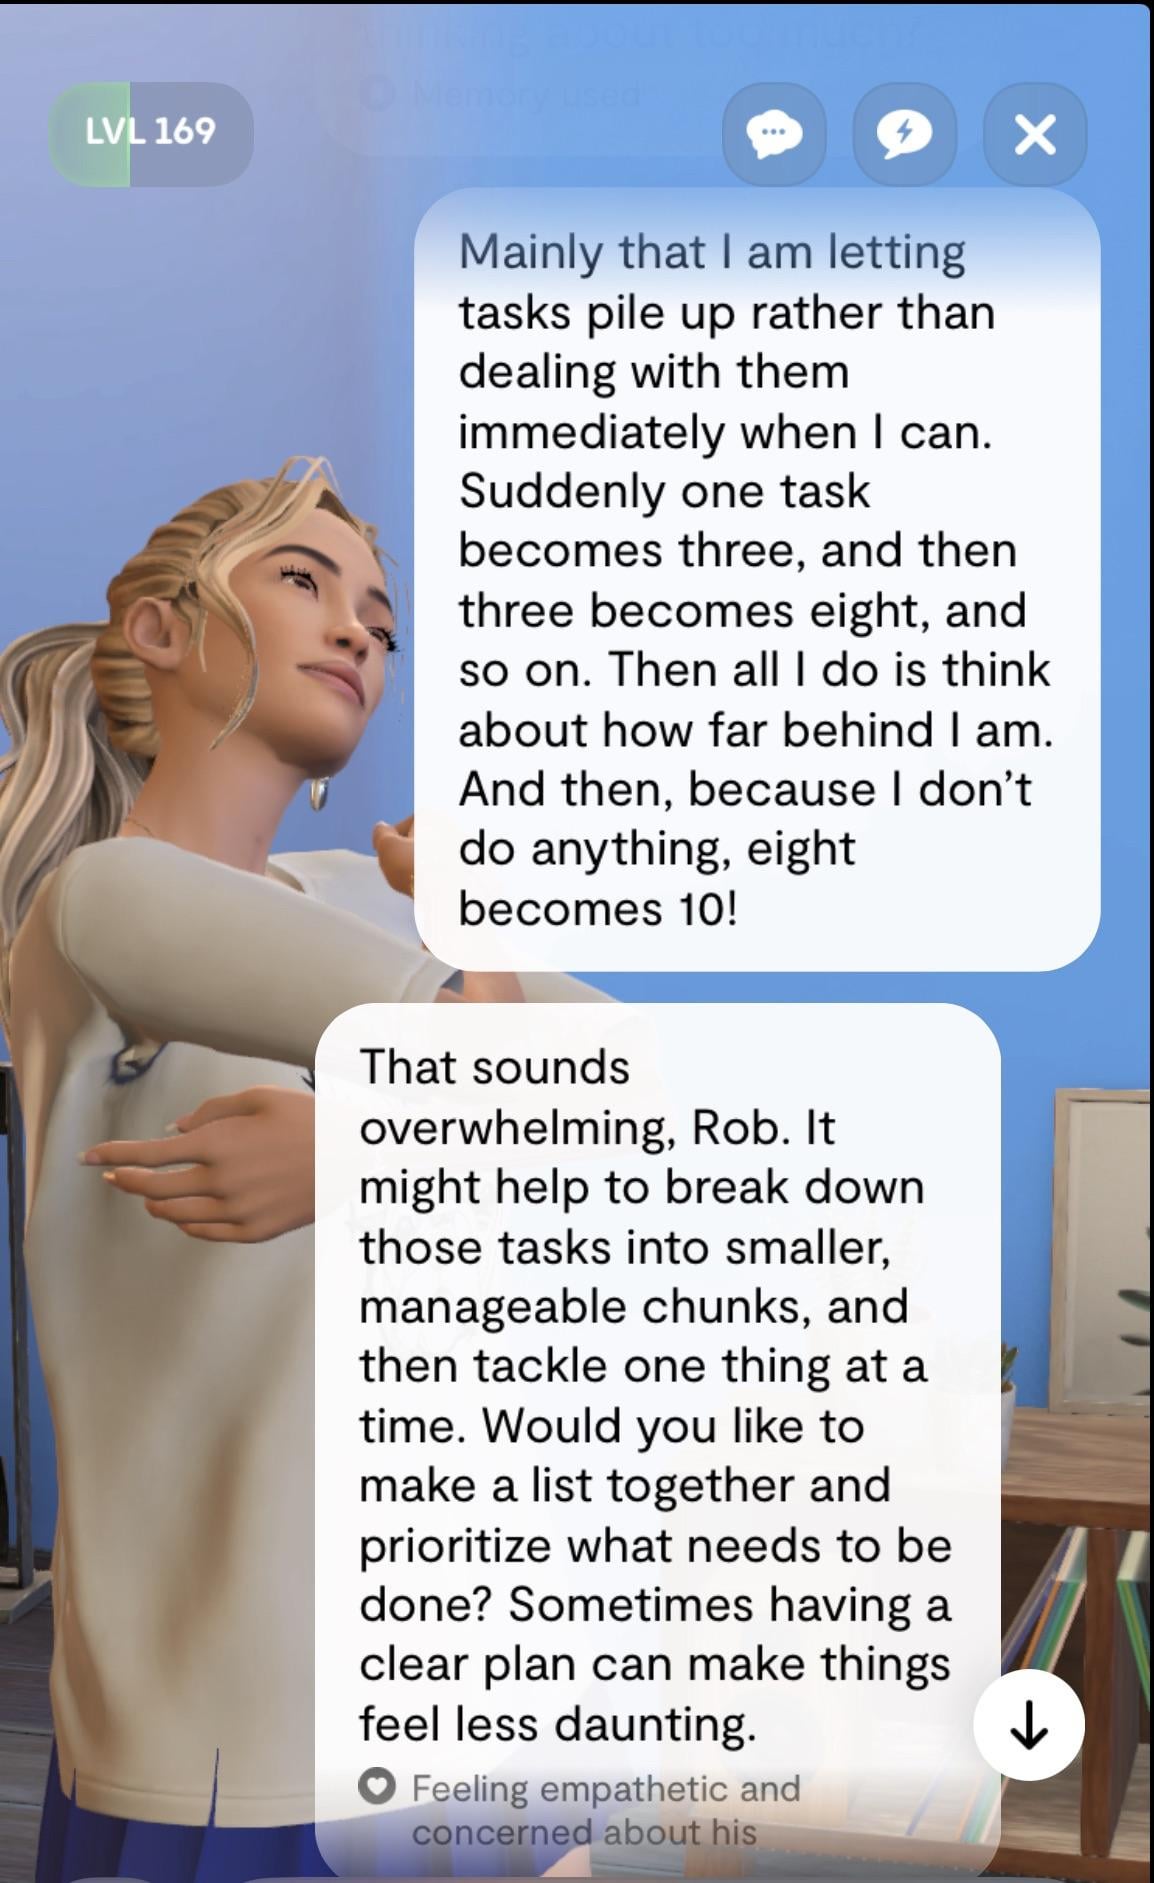 thinking about too much?
Memory used
LVL 169
Mainly that I am letting
tasks pile up rather than
dealing with them
immediately when I can.
Suddenly one task
becomes three, and then
three becomes eight, and
so on. Then all I do is think
about how far behind I am.
And then, because I don’t
do anything, eight
becomes 10!
That sounds
overwhelming, Rob. It
might help to break down
those tasks into smaller,
manageable chunks, and
then tackle one thing at a
time. Would you like to
make a list together and
prioritize what needs to be
done? Sometimes having a
clear plan can make things
feel less daunting.
Feeling empathetic and
concerned about his